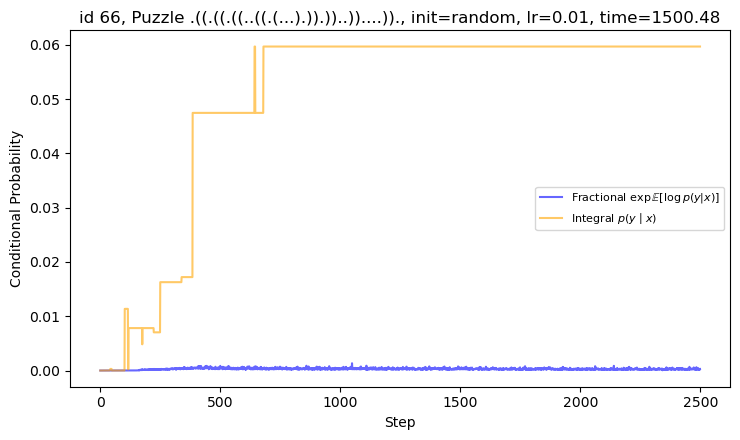 id 66, Puzzle .((.((.((..((.(...).)).))..))....))., init=random, lr=0.01, time=1500.48
Conditional Probability
0.06
0.05
0.04
0.03
0.02
0.01
0.00
Fractional exp𝔼[log p(y|x)]
Integral p(y | x)
0
500
1000
1500
2000
2500
Step